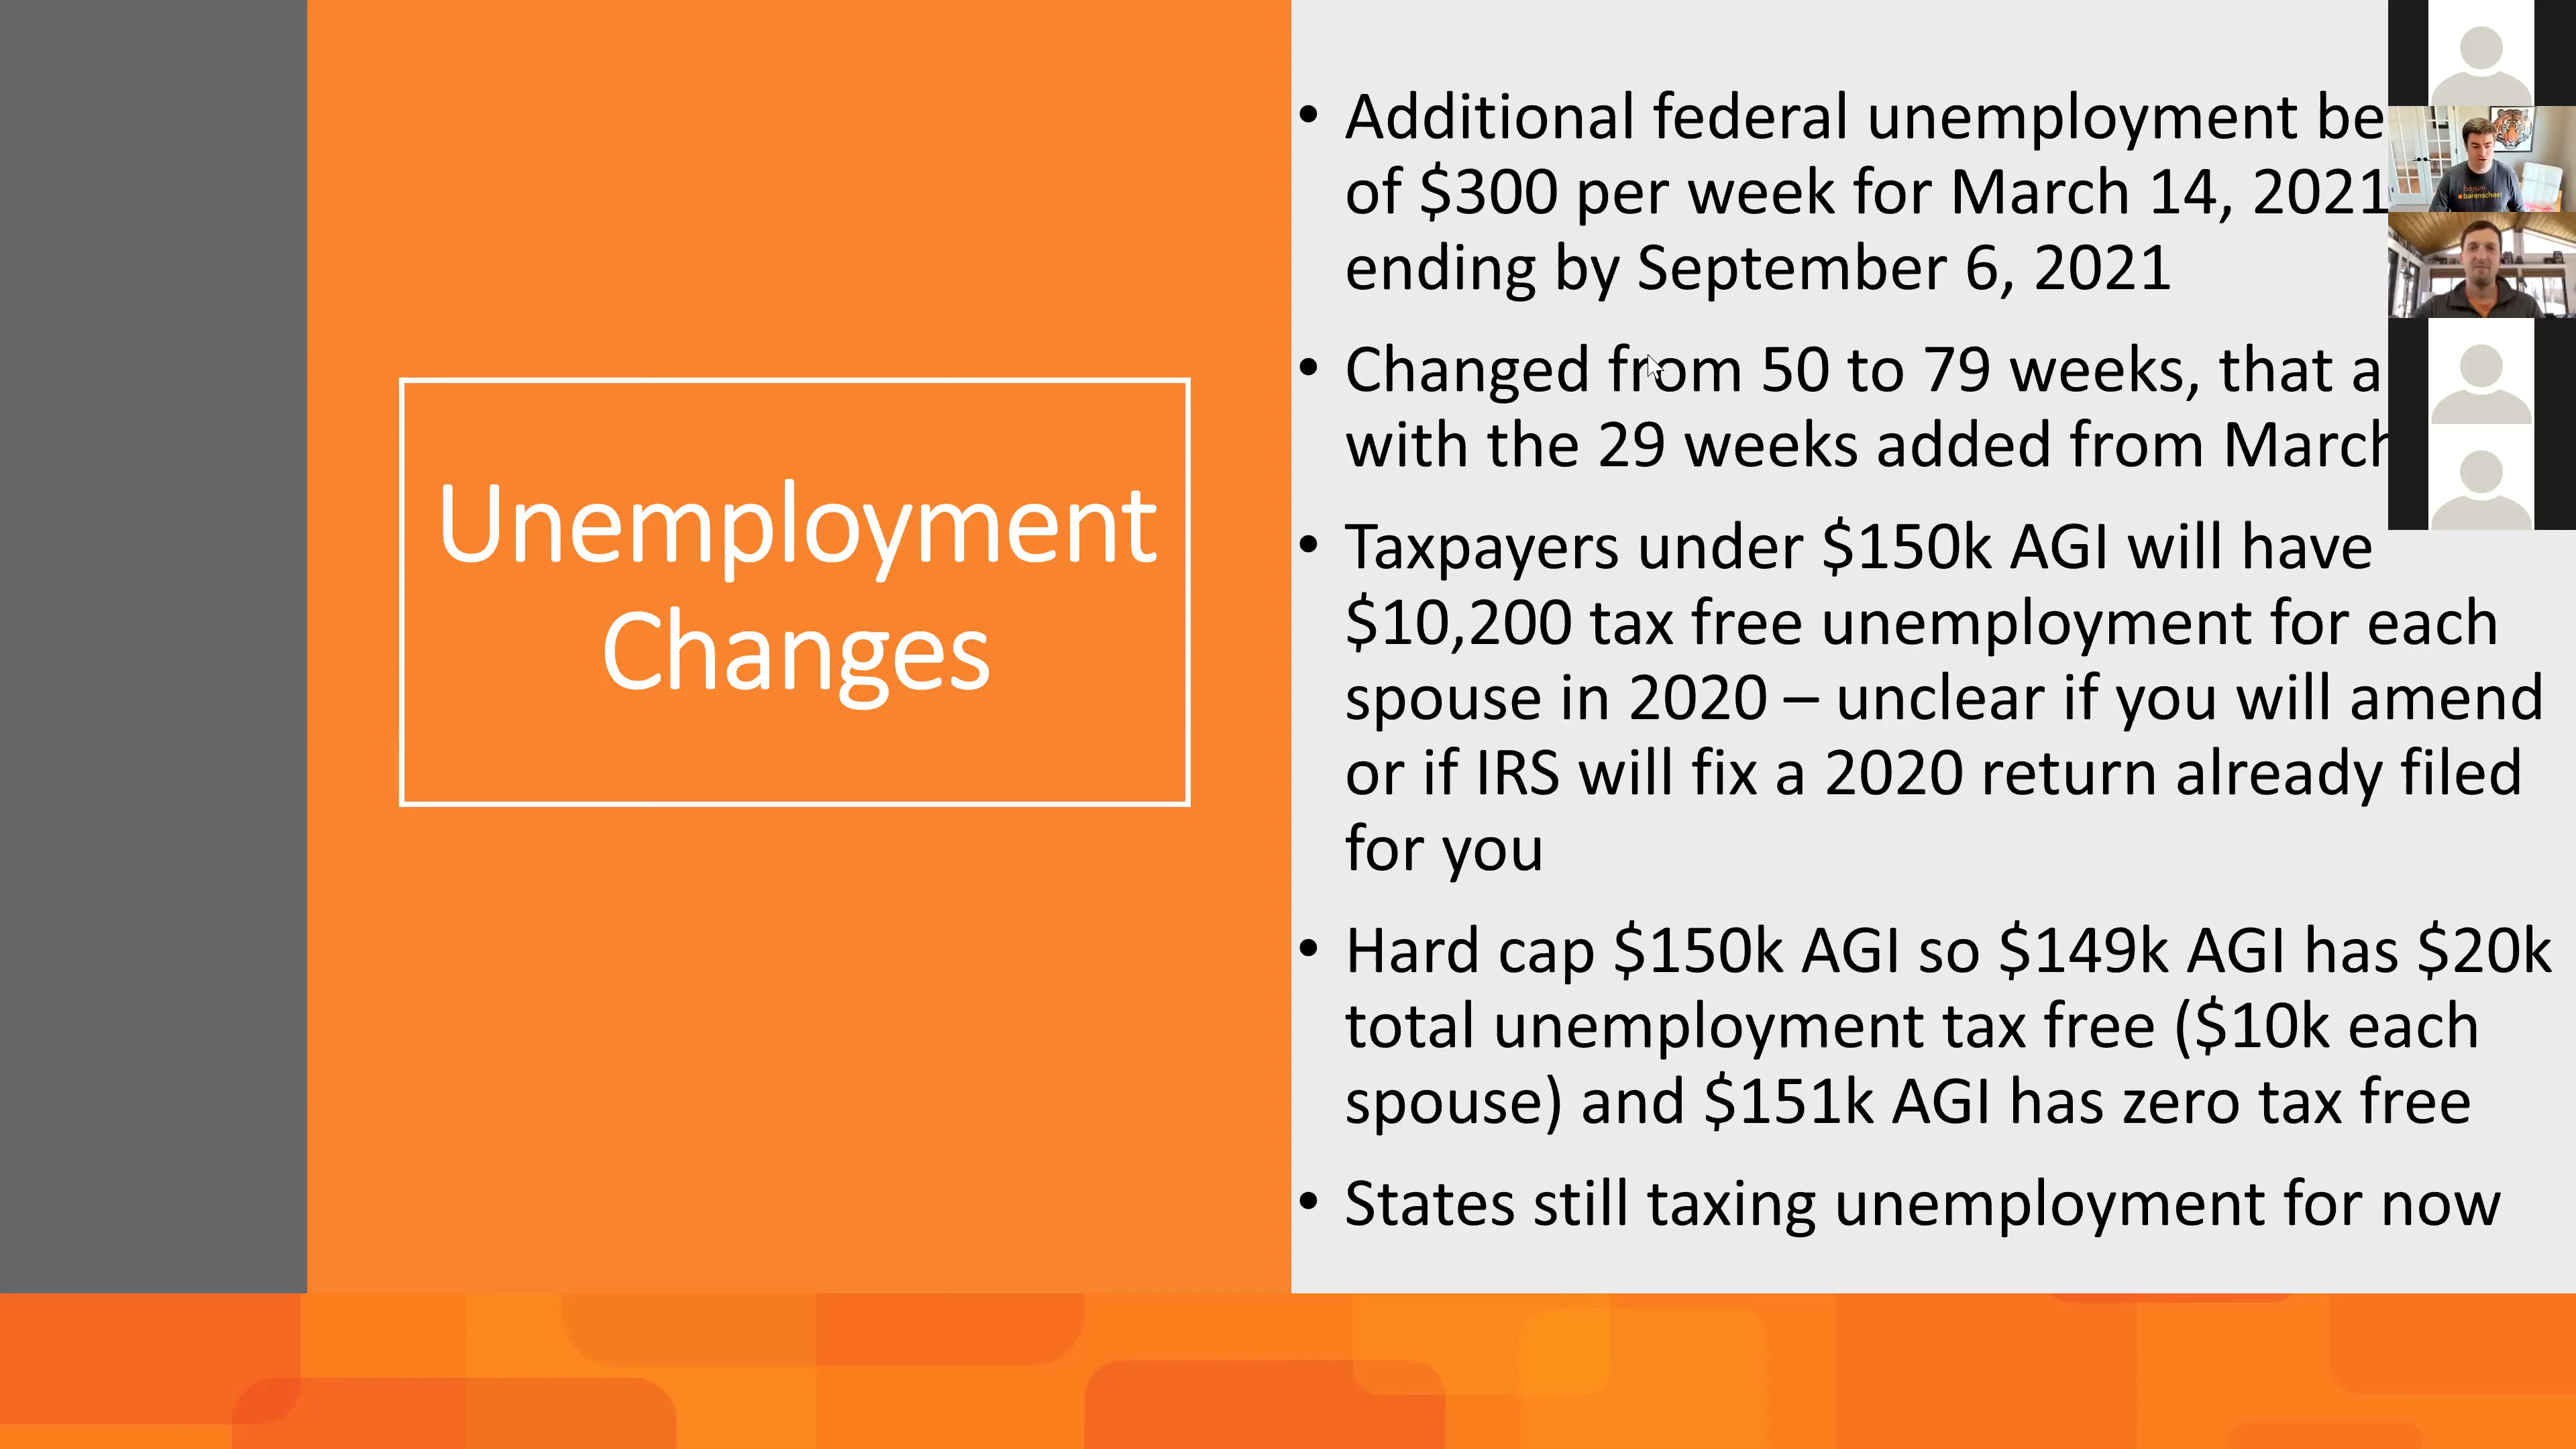 Unemployment
Changes
• Additional federal unemployment
of $300 per week for March 14, 2021
ending by September 6, 2021
• Changed from 50 to 79 weeks, that
with the 29 weeks added from March
• Taxpayers under $150k AGI will have
$10,200 tax free unemployment for each
spouse in 2020 – unclear if you will amend
or if IRS will fix a 2020 return already filed
for you
• Hard cap $150k AGI so $149k AGI has $20k
total unemployment tax free ($10k each
spouse) and $151k AGI has zero tax free
• States still taxing unemployment for now